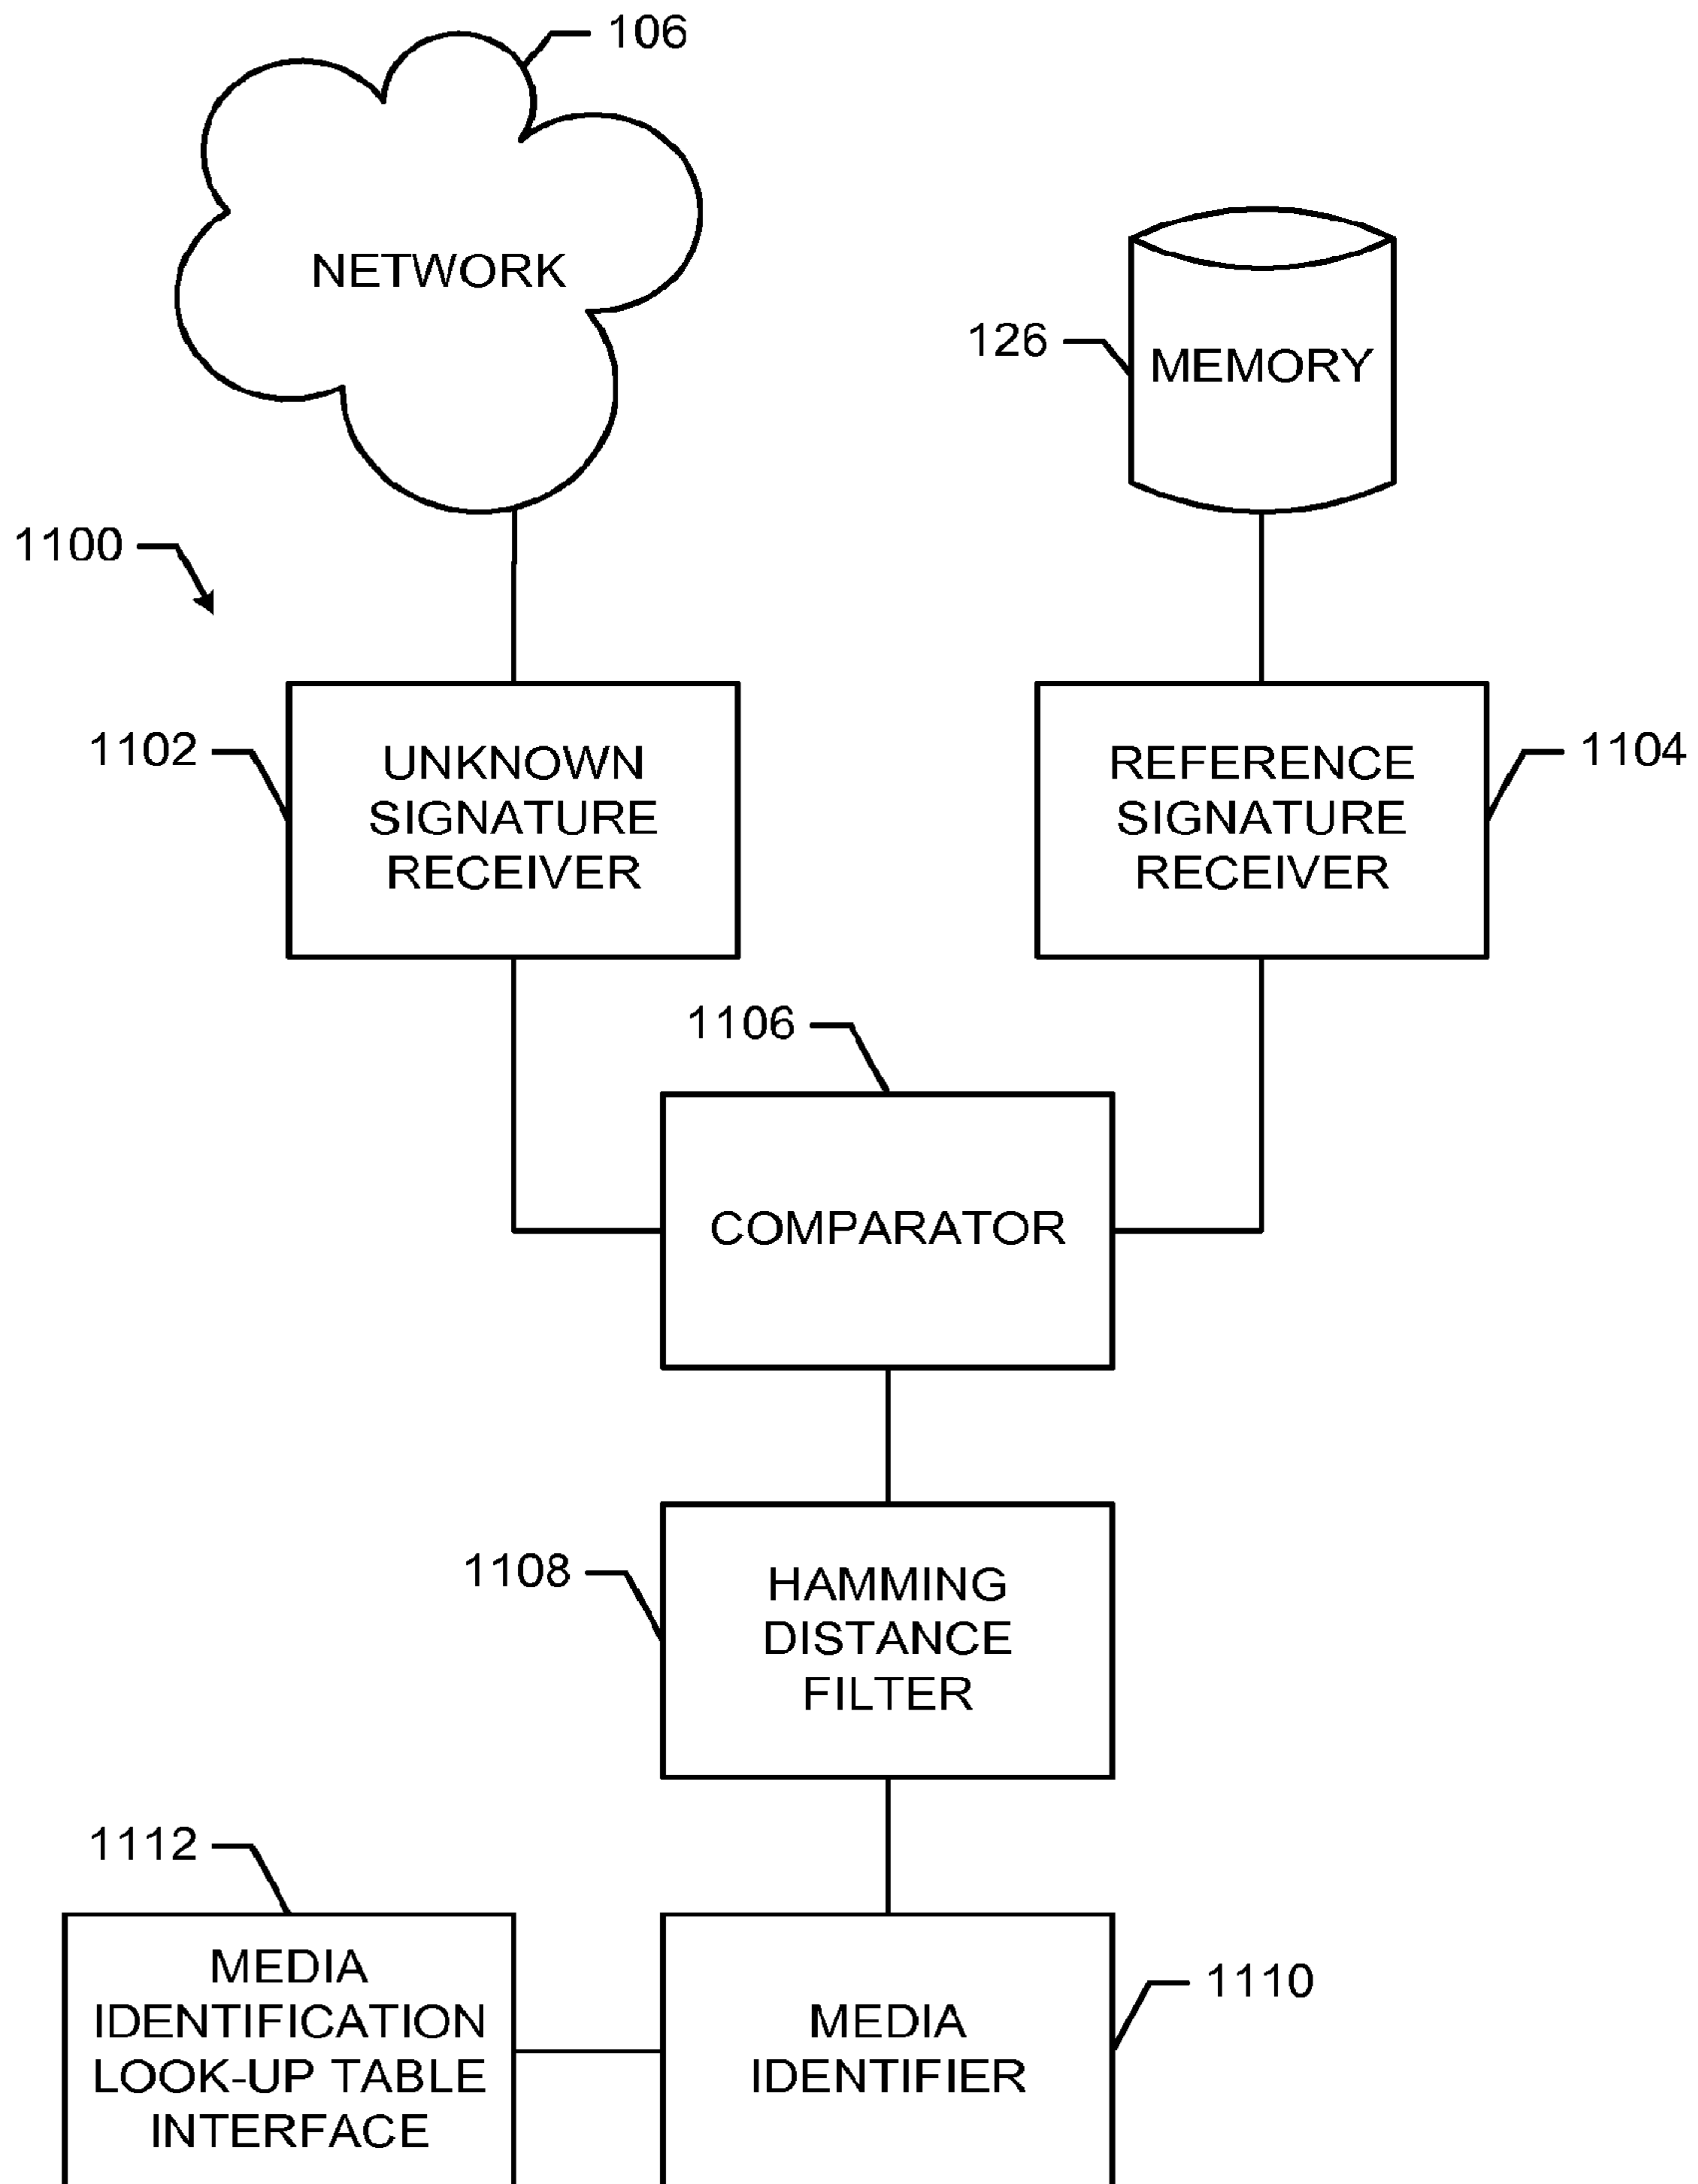 106
NETWORK
126
MEMORY
1100
1102
UNKNOWN
SIGNATURE
RECEIVER
REFERENCE
SIGNATURE
RECEIVER
1104
1106
COMPARATOR
1108
HAMMING
DISTANCE
FILTER
1112
MEDIA
IDENTIFICATION
LOOK-UP TABLE
INTERFACE
MEDIA
IDENTIFIER
1110